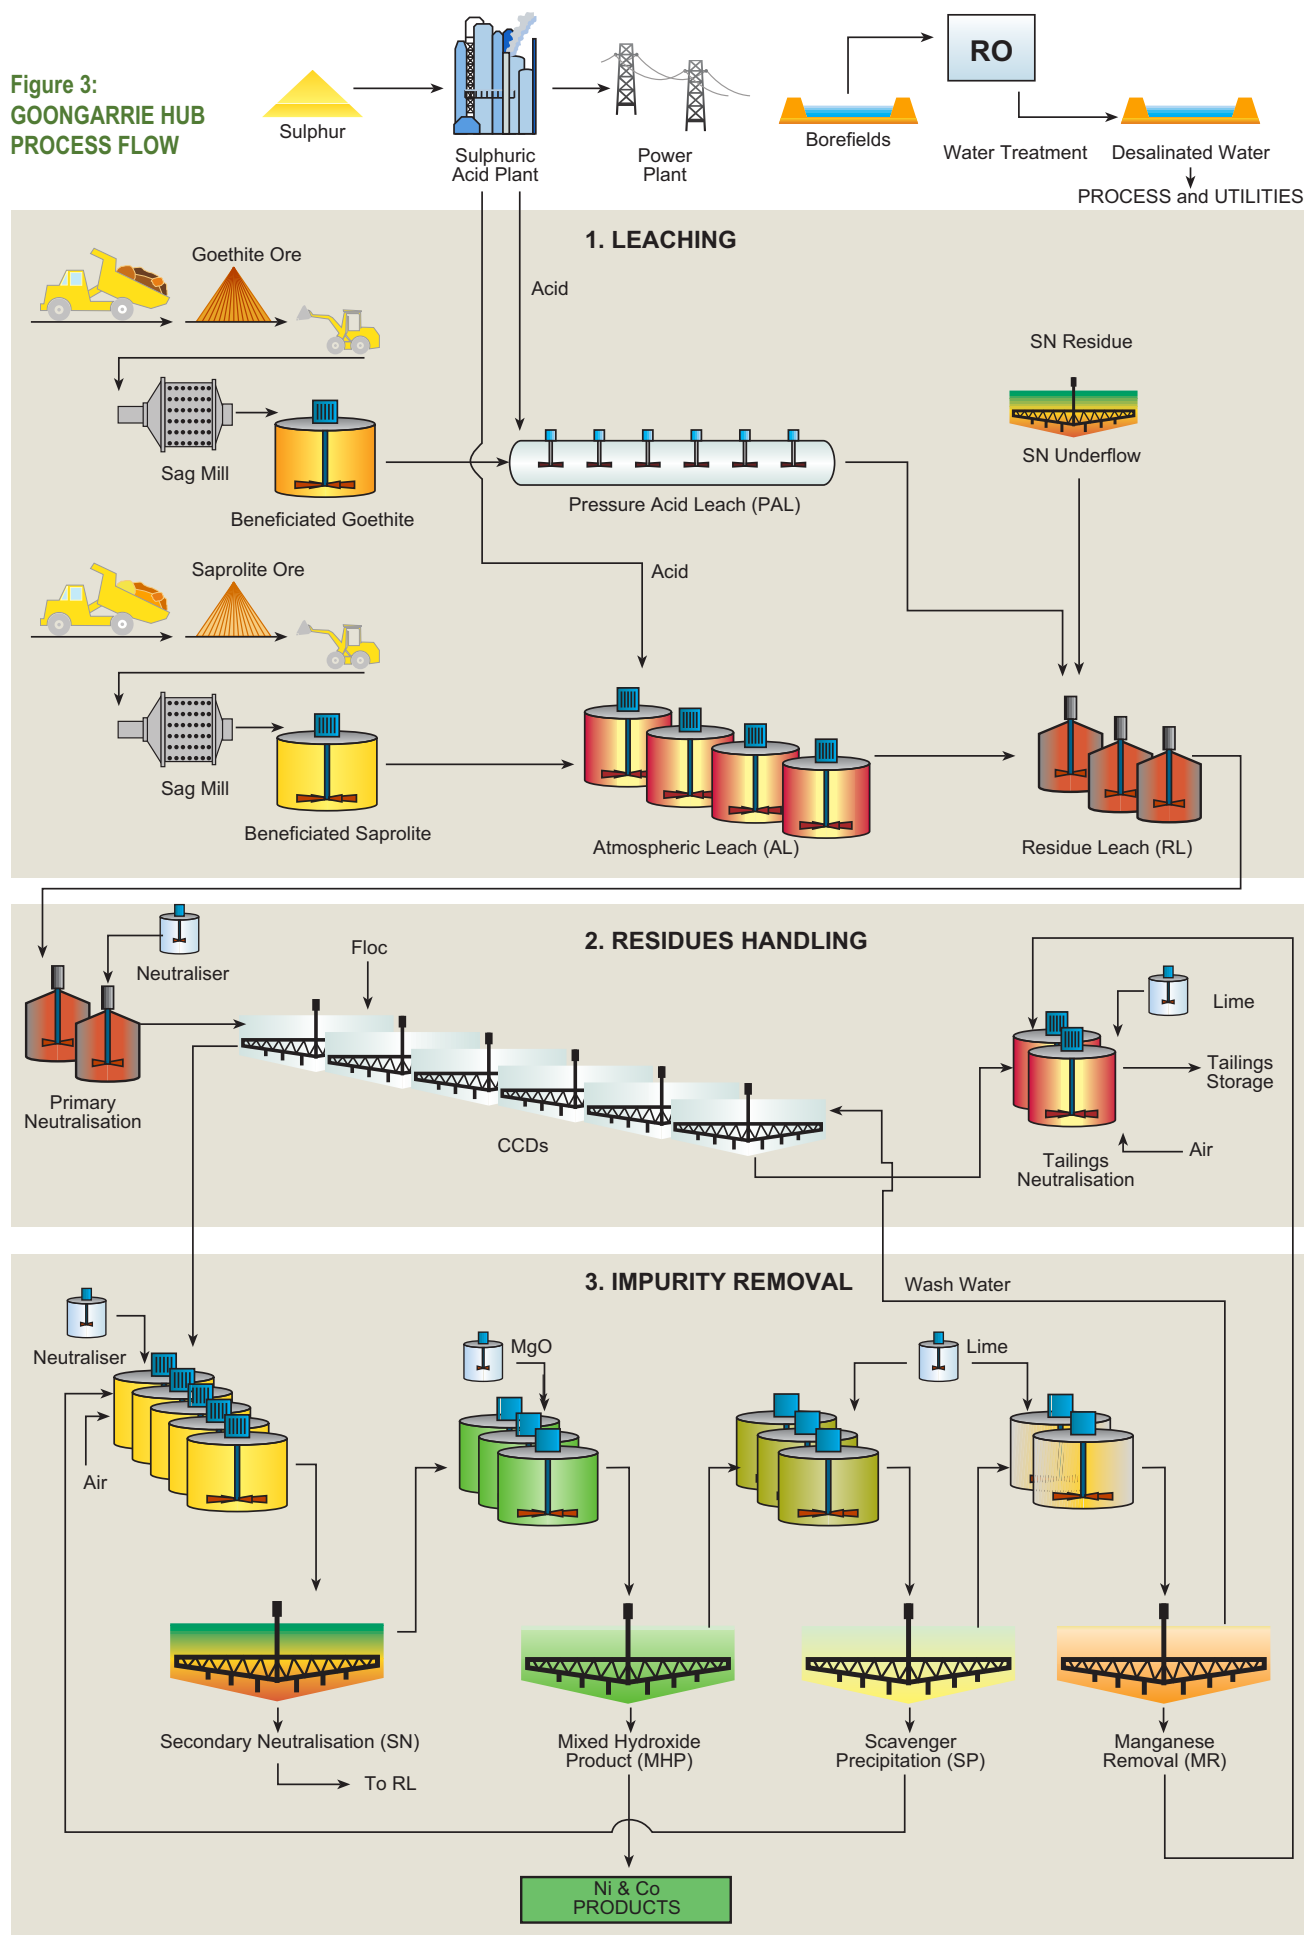 Figure 3:
GOONGARRIE HUB
PROCESS FLOW
Sulphur
Sulphuric
Acid Plant
Power
Plant
Borefields
RO
Water Treatment
Desalinated Water
PROCESS and UTILITIES
1. LEACHING
Goethite Ore
Acid
SN Residue
Sag Mill
SN Underflow
Beneficiated Goethite
Pressure Acid Leach (PAL)
Saprolite Ore
Acid
Sag Mill
Beneficiated Saprolite
Atmospheric Leach (AL)
Residue Leach (RL)
2. RESIDUES HANDLING
Neutraliser
Floc
Lime
Primary
Neutralisation
CCDs
Tailings
Storage
Air
Tailings
Neutralisation
3. IMPURITY REMOVAL
Wash Water
Neutraliser
MgO
Lime
Air
Secondary Neutralisation (SN)
To RL
Mixed Hydroxide
Product (MHP)
Scavenger
Precipitation (SP)
Manganese
Removal (MR)
Ni & Co
PRODUCTS